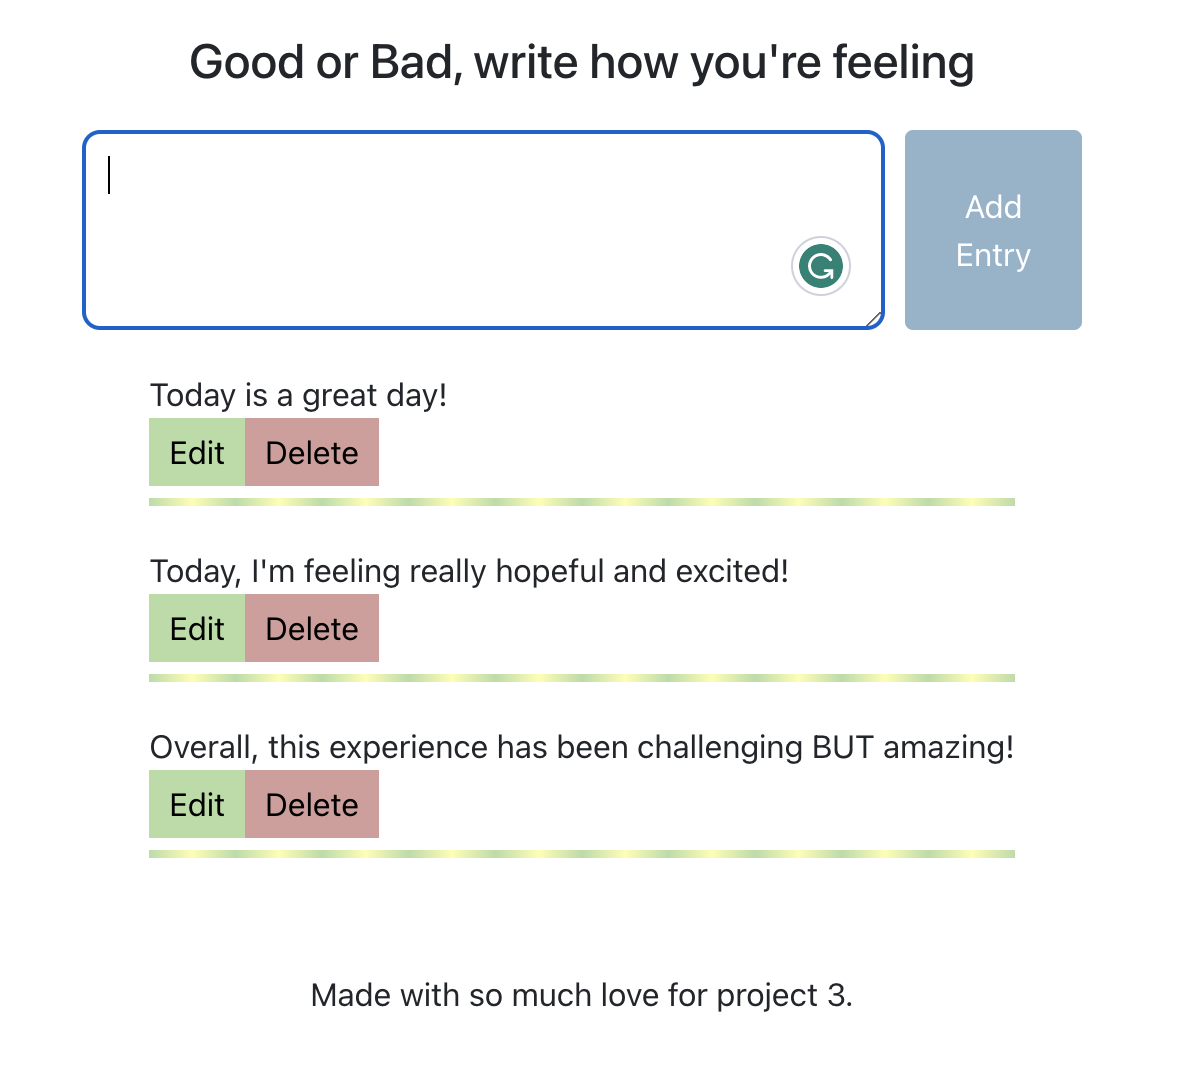 Good or Bad, write how you're feeling
Add
Entry
Today is a great day!
Edit Delete
Today, I'm feeling really hopeful and excited!
Edit Delete
Overall, this experience has been challenging BUT amazing!
Edit Delete
Made with so much love for project 3.